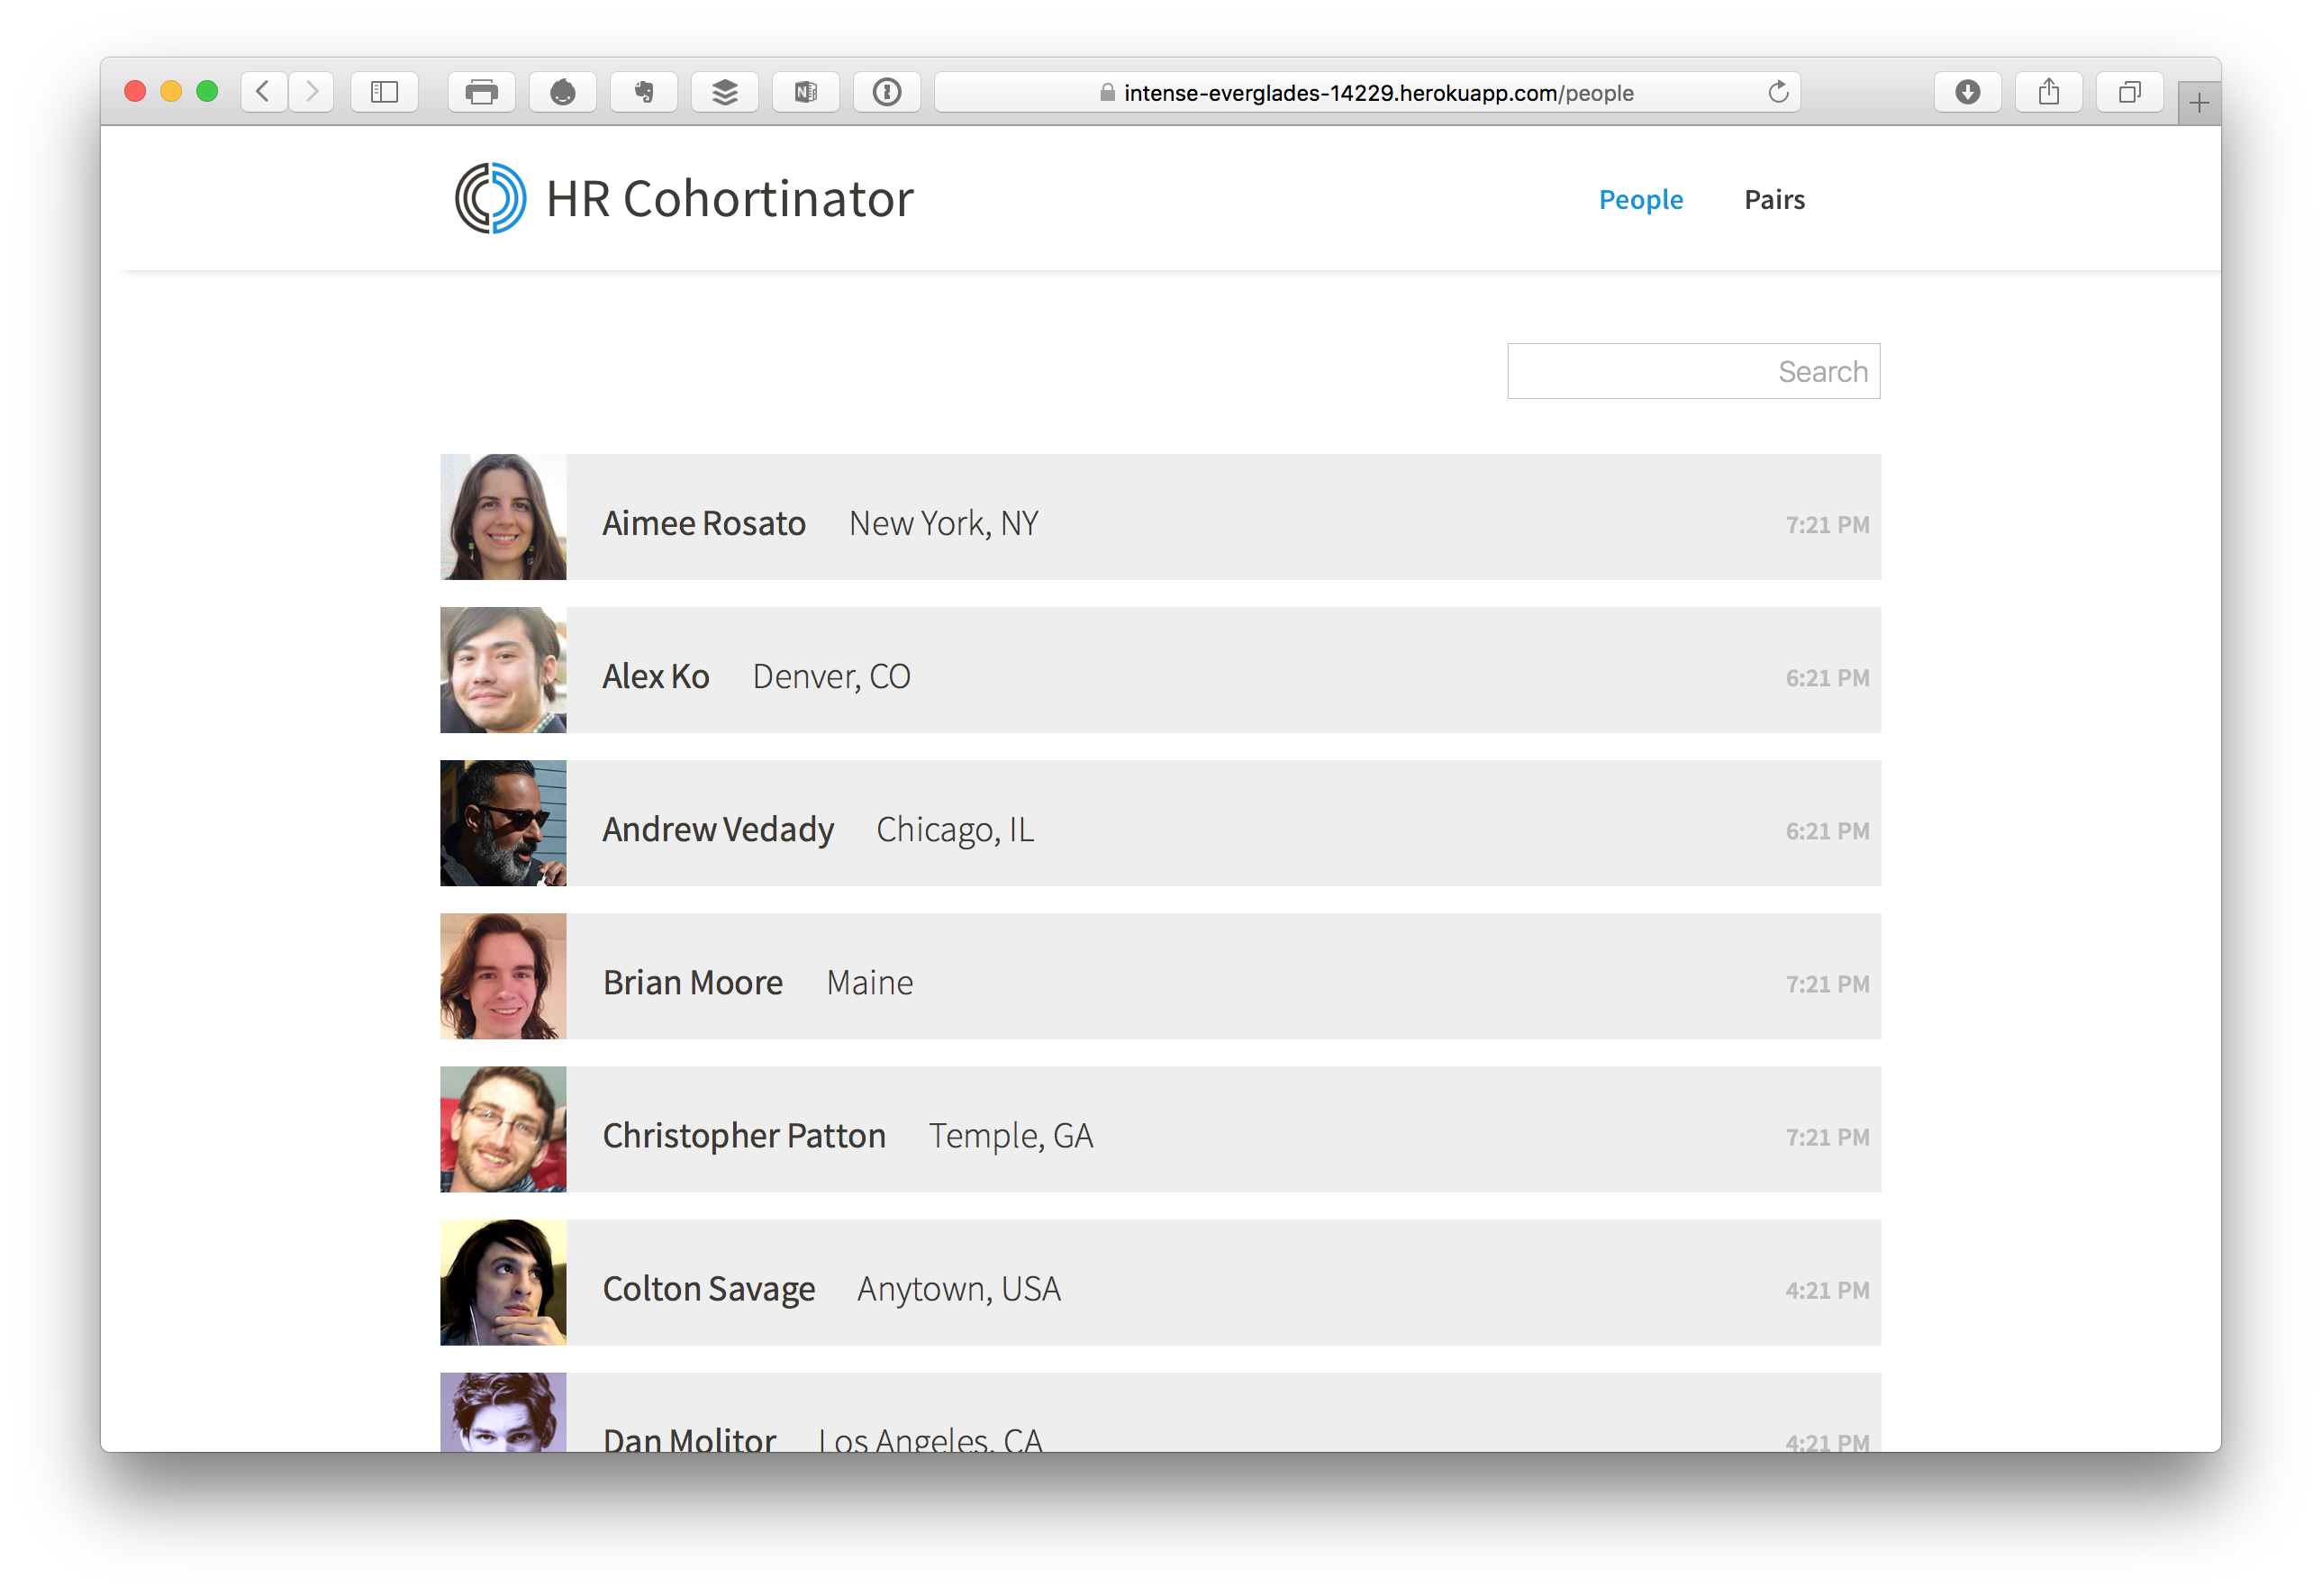 intense-everglades-14229.herokuapp.com/people
HR Cohortinator People Pairs
Search
Aimee Rosato New York, NY 7:21 PM
Alex Ko Denver, CO 6:21 PM
Andrew Vedady Chicago, IL 6:21 PM
Brian Moore Maine 7:21 PM
Christopher Patton Temple, GA 7:21 PM
Colton Savage Anytown, USA 4:21 PM
Dan Molitor Los Angeles, CA 4:21 PM